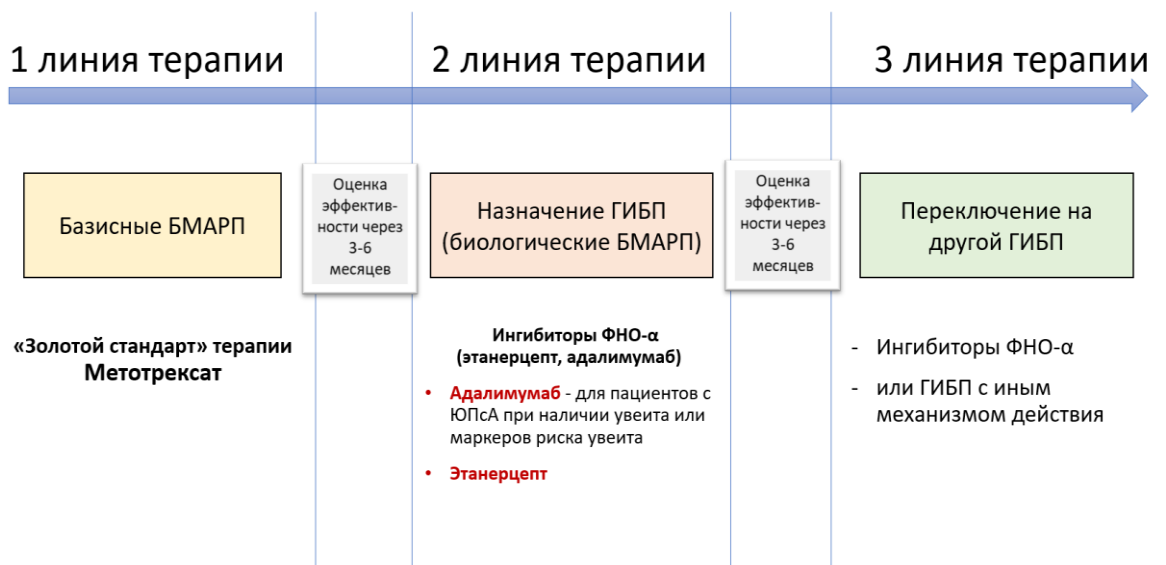 1 линия терапии
2 линия терапии
3 линия терапии
Базисные БМАРП
Оценка
эффектив-
ности через
3-6
месяцев
Назначение ГИБП
(биологические БМАРП)
Оценка
эффектив-
ности через
3-6
месяцев
Переключение на
другой ГИБП
«Золотой стандарт» терапии
Метотрексат
Ингибиторы ФНО-α
(этанерцепт, адалимумаб)
• Адалимумаб - для пациентов с
ЮПсА при наличии увеита или
маркеров риска увеита
• Этанерцепт
- Ингибиторы ФНО-α
- или ГИБП с иным
механизмом действия